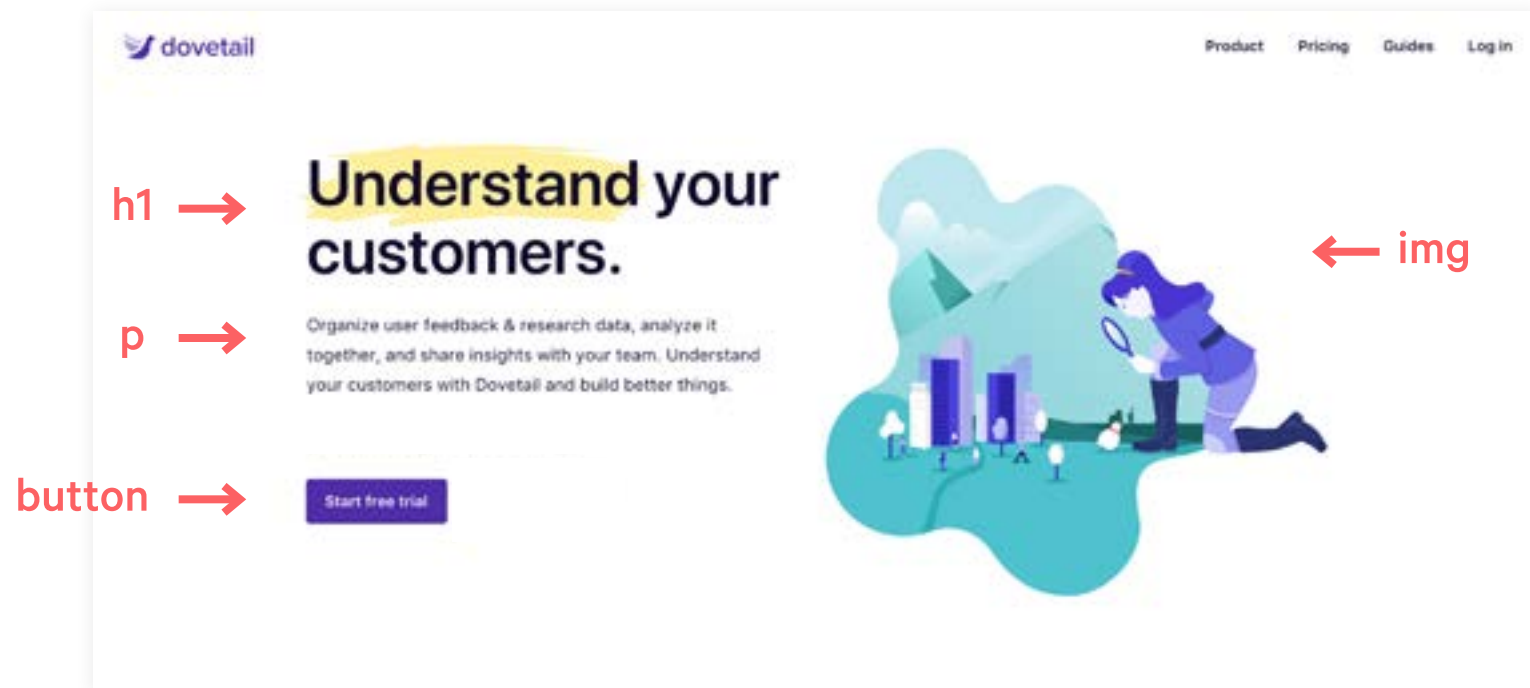 dovetail
Product Pricing Guides Log in
h1
Understand your
customers.
img
p
Organize user feedback & research data, analyze it
together, and share insights with your team. Understand
your customers with Dovetail and build better things.
button
Start free trial